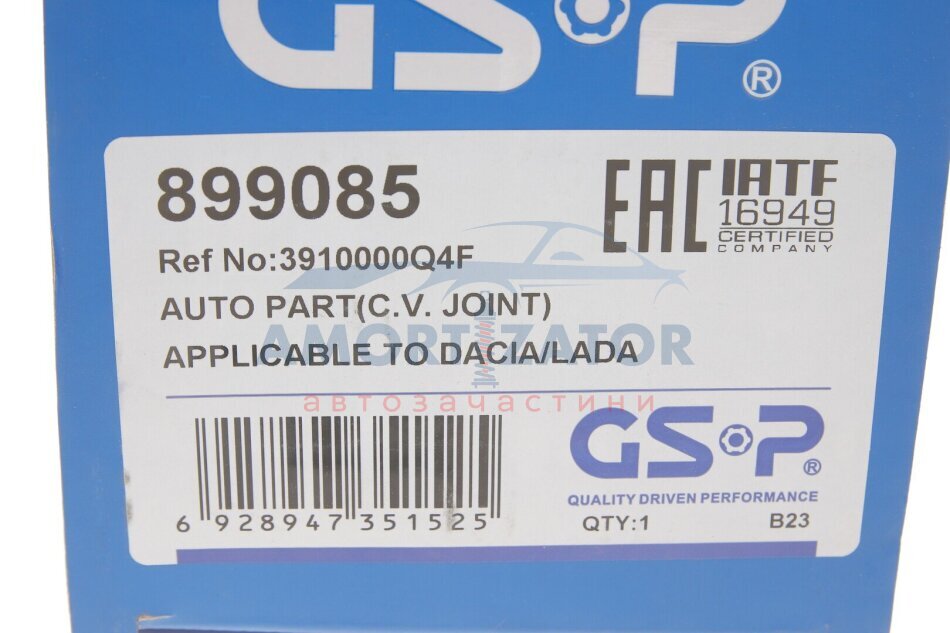 GSP®
899085
EAC
IATF
16949
CERTIFIED
COMPANY
Ref No:3910000Q4F
AUTO PART(C.V. JOINT)
AMORTIZATOR
APPLICABLE TO DACIA/LADA
автозачастини
GSP®
QUALITY DRIVEN PERFORMANCE
6 928947 351525
QTY:1
B23